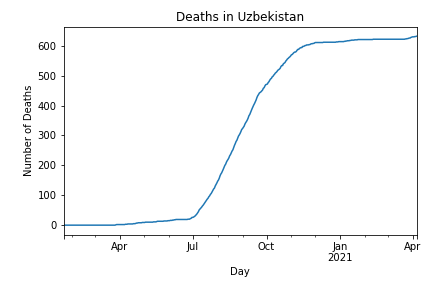 Deaths in Uzbekistan
600
500
400
300
200
100
0
Number of Deaths
Apr
Jul
Oct
Jan
2021
Apr
Day